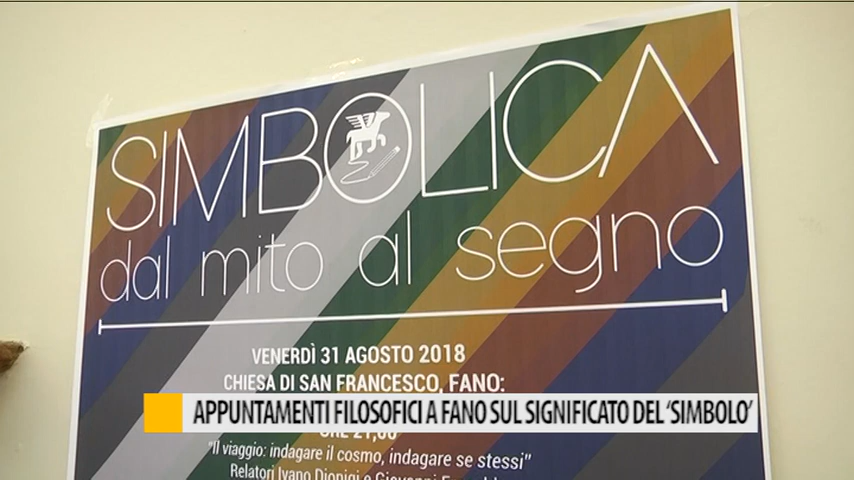 SIMBOLICA
dal mito al segno
VENERDÌ 31 AGOSTO 2018
CHIESA DI SAN FRANCESCO, FANO:
APPUNTAMENTI FILOSOFICI A FANO SUL SIGNIFICATO DEL 'SIMBOLO'
ORE 21,00
"Il viaggio: indagare il cosmo, indagare se stessi"
Relatori Ivano Dionigi e Giovanni